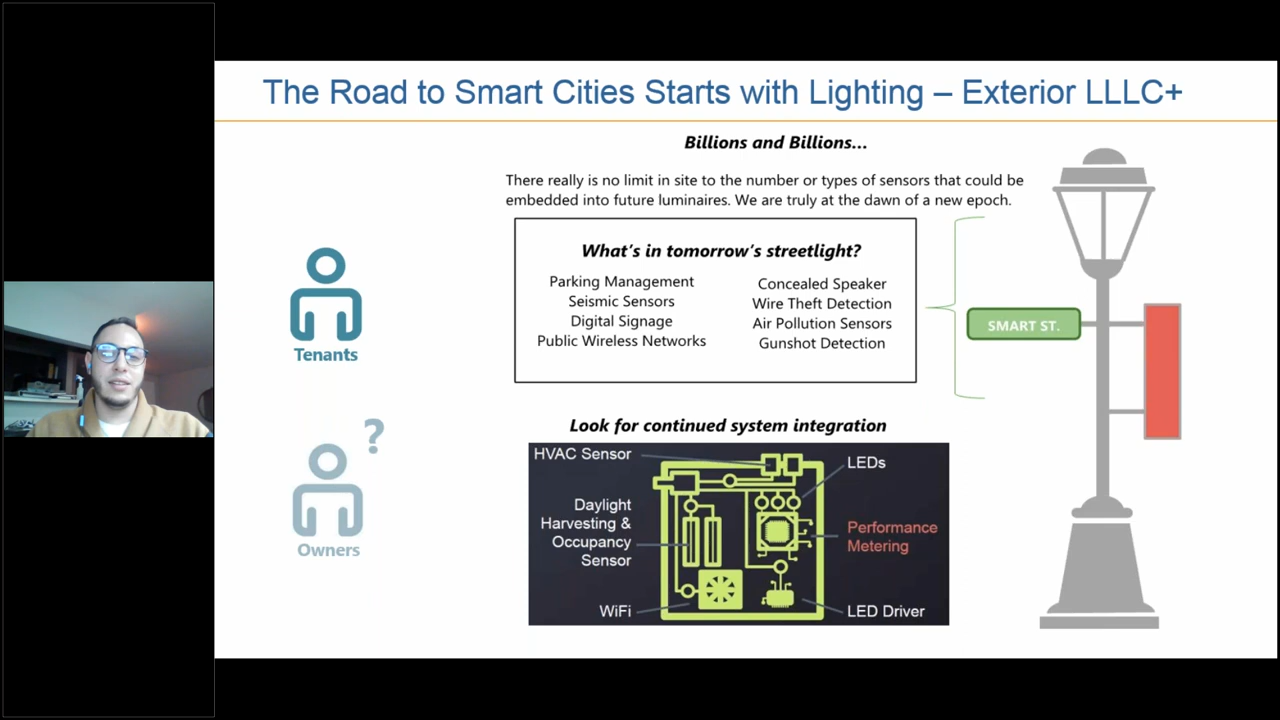 The Road to Smart Cities Starts with Lighting – Exterior LLLC+
Billions and Billions...
There really is no limit in site to the number or types of sensors that could be
embedded into future luminaires. We are truly at the dawn of a new epoch.
What's in tomorrow's streetlight?
Parking Management
Seismic Sensors
Digital Signage
Public Wireless Networks
Concealed Speaker
Wire Theft Detection
Air Pollution Sensors
Gunshot Detection
SMART ST.
Tenants
?
Owners
Look for continued system integration
HVAC Sensor
Daylight
Harvesting &
Occupancy
Sensor
WiFi
LEDs
Performance
Metering
LED Driver